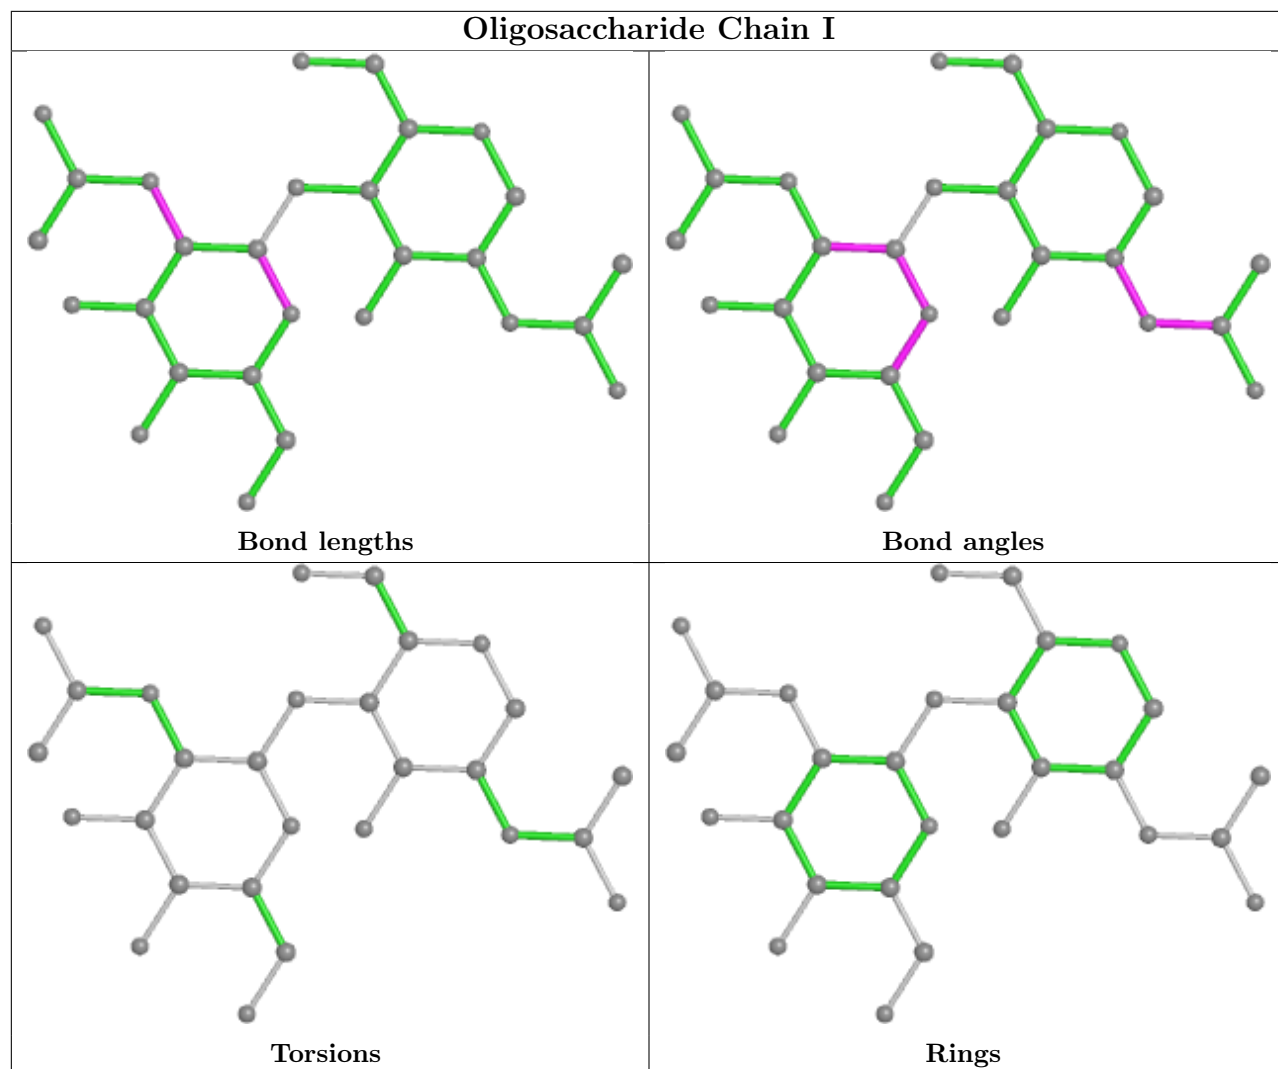 Oligosaccharide Chain I
Bond lengths
Bond angles
Torsions
Rings